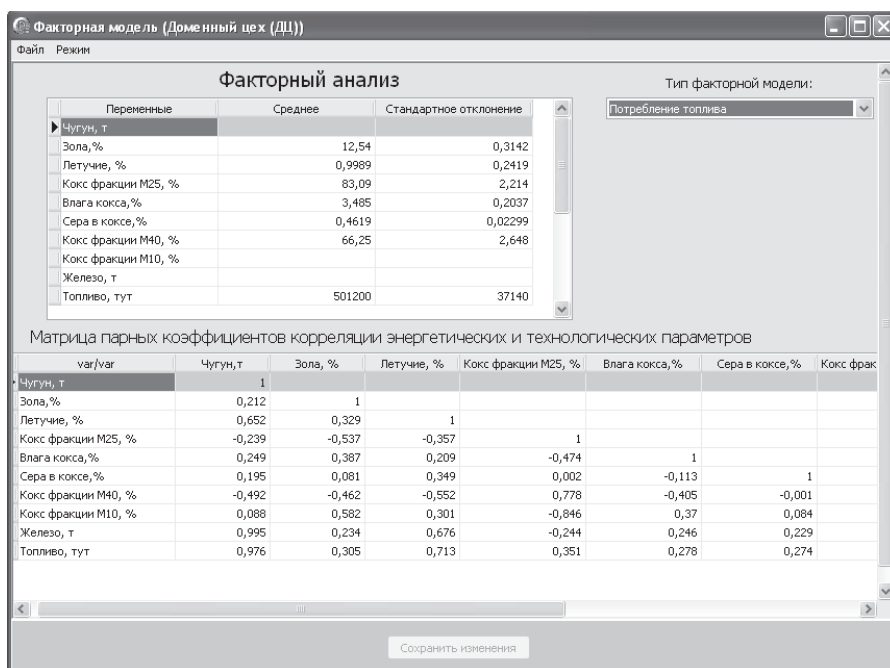 Факторная модель (Доменный цех (ДЦ))
Файл Режим
Факторный анализ
Тип факторной модели:
Потребление топлива
Переменные Среднее Стандартное отклонение
Чугун, т
Зола,% 12,54 0,3142
Летучие, % 0,9989 0,2419
Кокс фракции М25, % 83,09 2,214
Влага кокса,% 3,485 0,2037
Сера в коксе,% 0,4619 0,02299
Кокс фракции М40, % 66,25 2,648
Кокс фракции М10, %
Железо, т
Топливо, тут 501200 37140
Матрица парных коэффициентов корреляции энергетических и технологических параметров
var/var Чугун,т Зола, % Летучие, % Кокс фракции М25, % Влага кокса,% Сера в коксе,% Кокс фрак
Чугун, т 1
Зола,% 0,212 1
Летучие, % 0,652 0,329 1
Кокс фракции М25, % -0,239 -0,537 -0,357 1
Влага кокса,% 0,249 0,387 0,209 -0,474 1
Сера в коксе,% 0,195 0,081 0,349 0,002 -0,113 1
Кокс фракции М40, % -0,492 -0,462 -0,552 0,778 -0,405 -0,001
Кокс фракции М10, % 0,088 0,582 0,301 -0,846 0,37 0,084
Железо, т 0,995 0,234 0,676 -0,244 0,246 0,229
Топливо, тут 0,976 0,305 0,713 0,351 0,278 0,274
Сохранить изменения